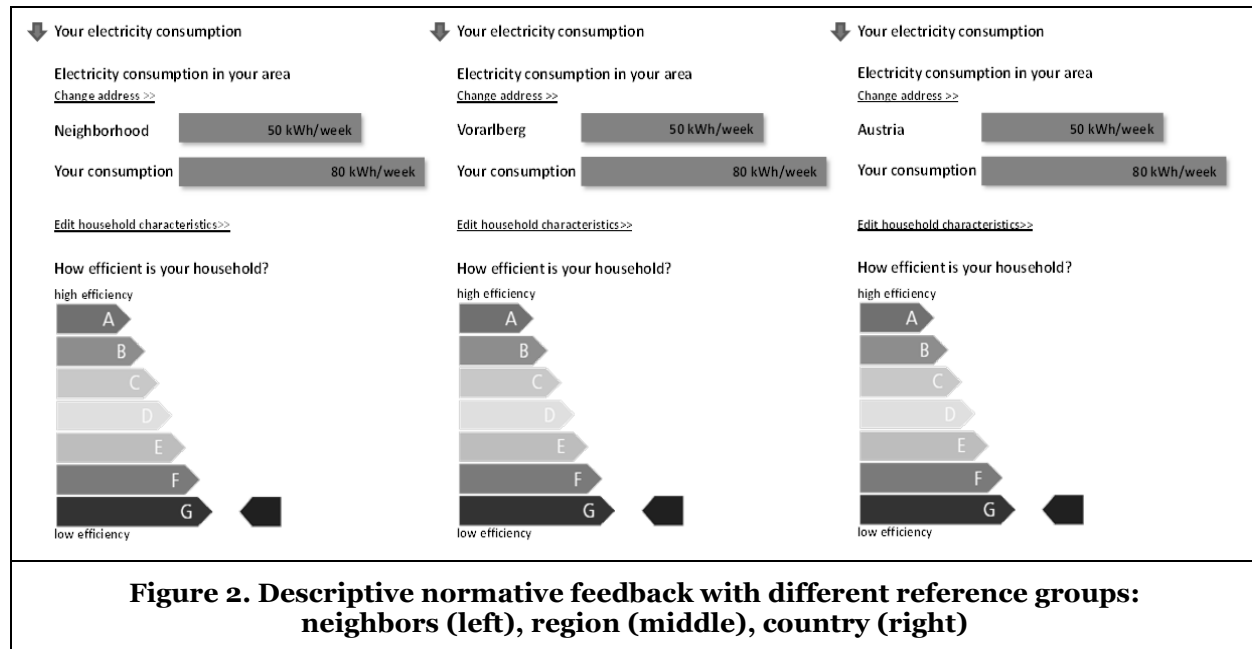 Your electricity consumption
Electricity consumption in your area
Change address >>
Neighborhood 50 kWh/week
Your consumption 80 kWh/week
Edit household characteristics>>
How efficient is your household?
high efficiency
A
B
C
D
E
F
G
low efficiency
Your electricity consumption
Electricity consumption in your area
Change address >>
Vorarlberg 50 kWh/week
Your consumption 80 kWh/week
Edit household characteristics>>
How efficient is your household?
high efficiency
A
B
C
D
E
F
G
low efficiency
Your electricity consumption
Electricity consumption in your area
Change address >>
Austria 50 kWh/week
Your consumption 80 kWh/week
Edit household characteristics>>
How efficient is your household?
high efficiency
A
B
C
D
E
F
G
low efficiency
Figure 2. Descriptive normative feedback with different reference groups:
neighbors (left), region (middle), country (right)